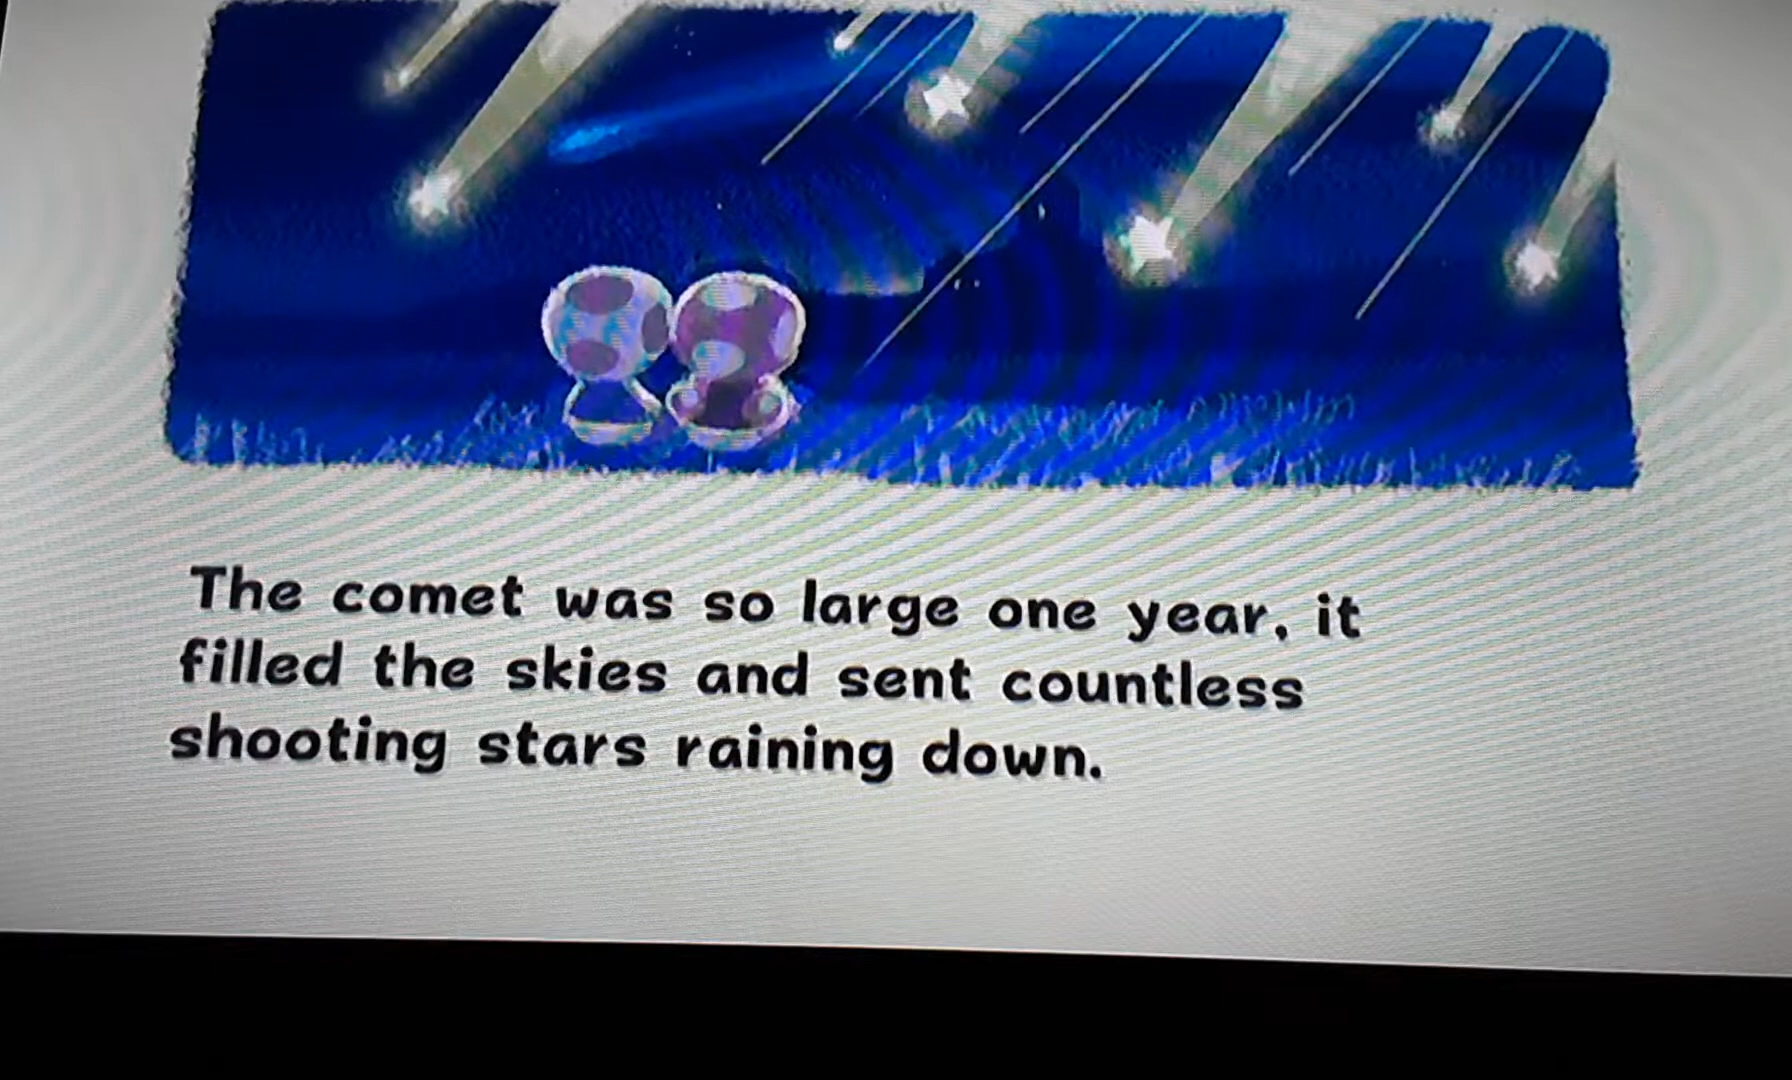 The comet was so large one year, it
filled the skies and sent countless
shooting stars raining down.